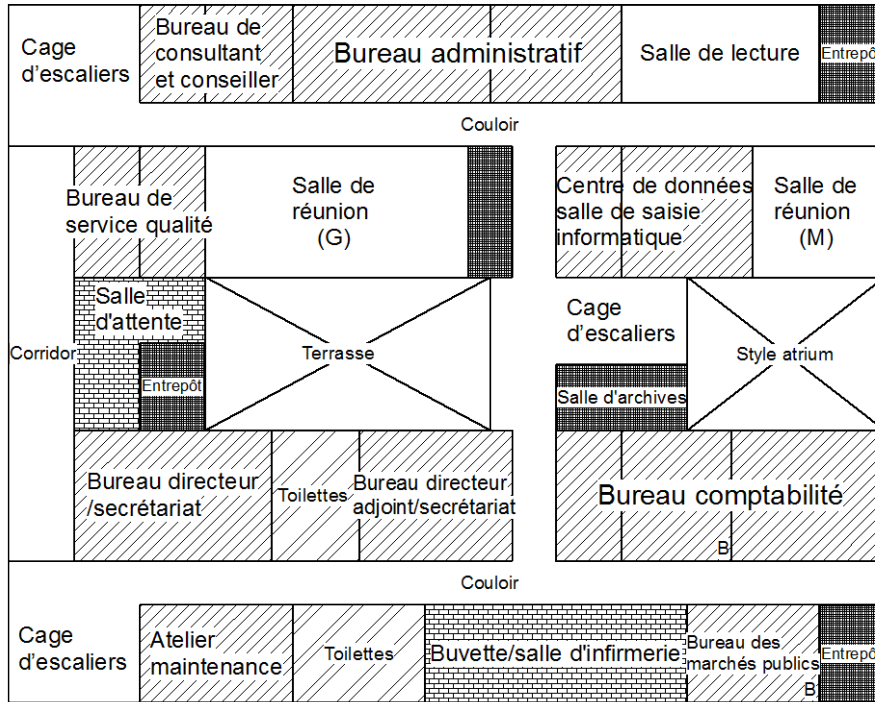 Cage
d'escaliers
Bureau de
consultant
et conseiller
Bureau administratif
Salle de lecture
Entrepôt
Couloir
Bureau de
service qualité
Salle de
réunion
(G)
Centre de données
salle de saisie
informatique
Salle de
réunion
(M)
Salle
d'attente
Corridor
Entrepôt
Terrasse
Cage
d'escaliers
Salle d'archives
Style atrium
Bureau directeur
/secrétariat
Toilettes
Bureau directeur
adjoint/secrétariat
Bureau comptabilité
B
Couloir
Cage
d'escaliers
Atelier
maintenance
Toilettes
Buvette/salle d'infirmerie
Bureau des
marchés publics
B
Entrepôt